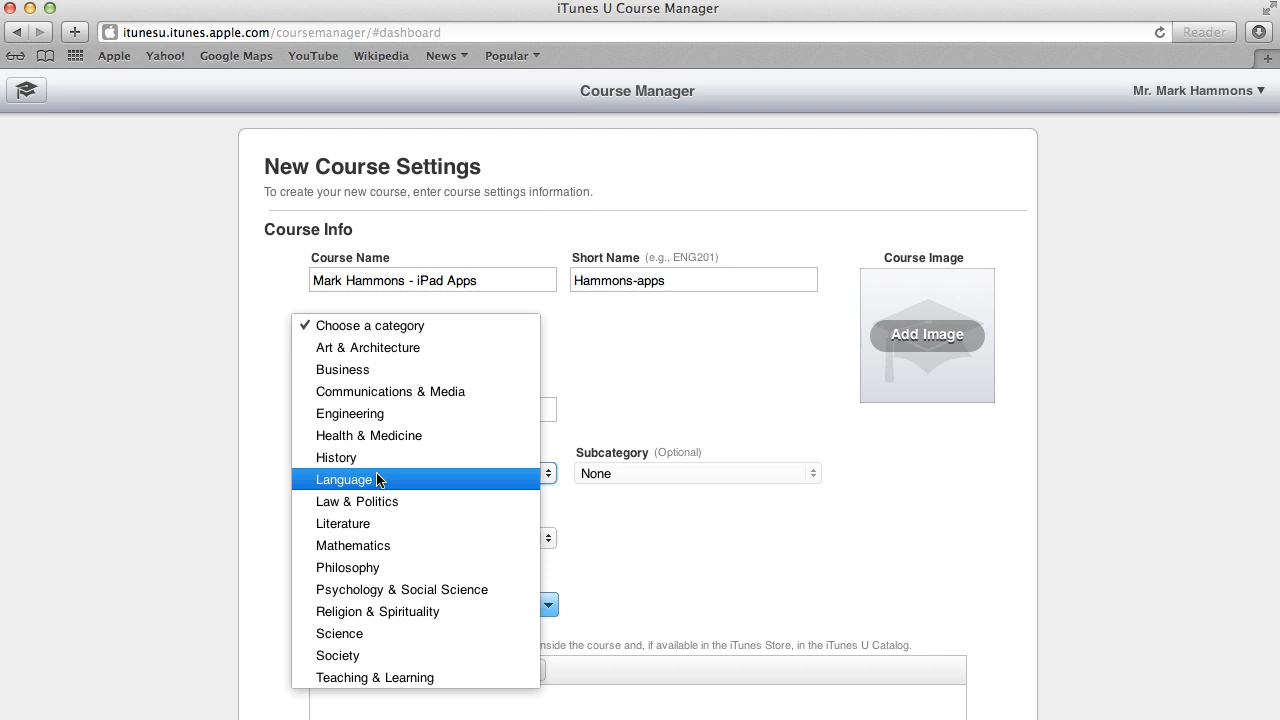 iTunes U Course Manager
itunesu.itunes.apple.com/coursemanager/#dashboard
Reader
Apple Yahoo! Google Maps YouTube Wikipedia News ▼ Popular ▼
Course Manager
Mr. Mark Hammons ▼
New Course Settings
To create your new course, enter course settings information.
Course Info
Course Name
Short Name (e.g., ENG201)
Course Image
Mark Hammons - iPad Apps
Hammons-apps
Add Image
✓ Choose a category
Art & Architecture
Business
Communications & Media
Engineering
Health & Medicine
History
Language
Law & Politics
Literature
Mathematics
Philosophy
Psychology & Social Science
Religion & Spirituality
Science
Society
Teaching & Learning
Subcategory (Optional)
None
nside the course and, if available in the iTunes Store, in the iTunes U Catalog.